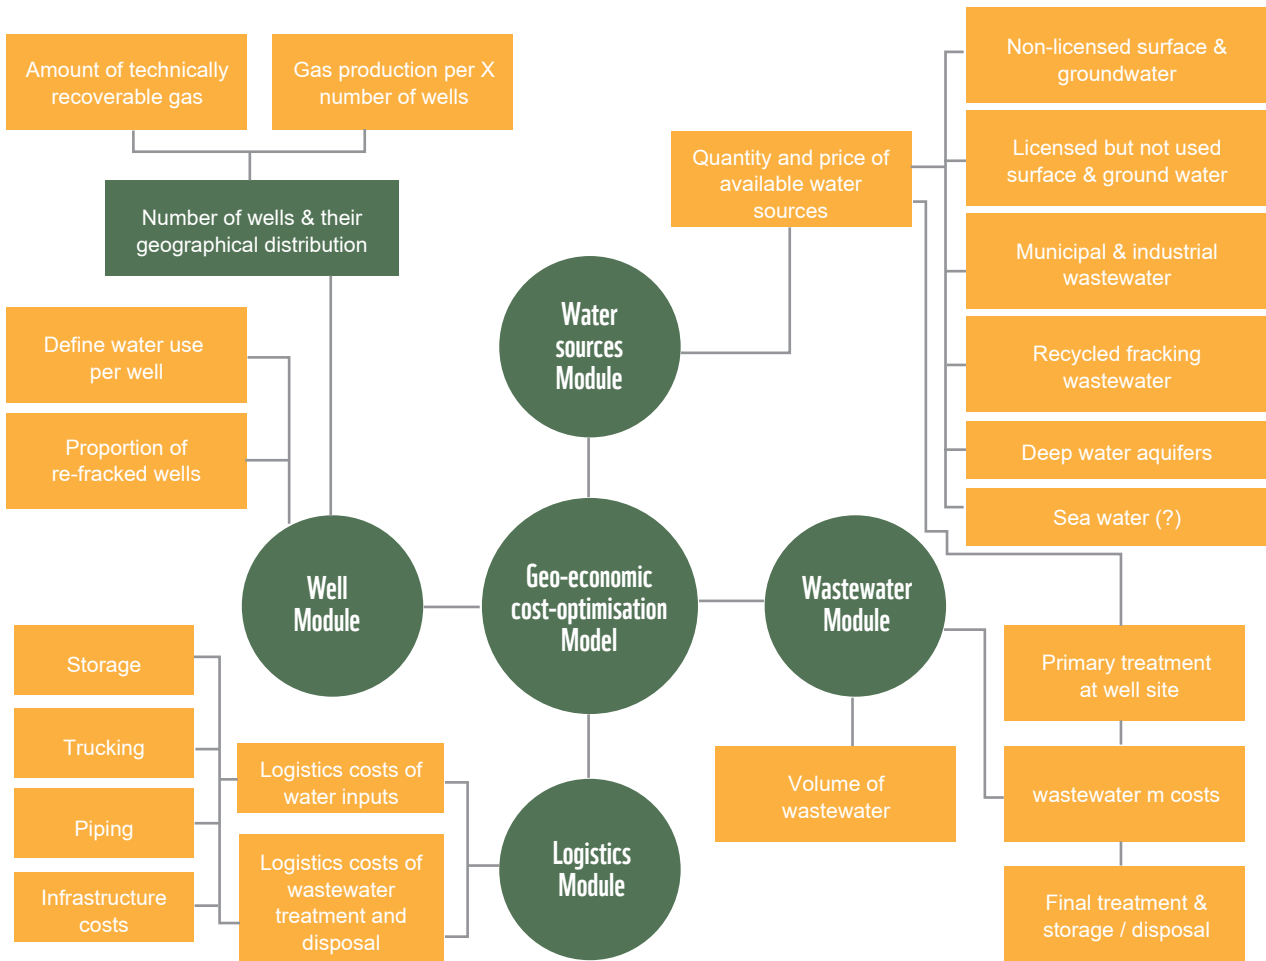 Amount of technically
recoverable gas
Gas production per X
number of wells
Number of wells & their
geographical distribution
Define water use
per well
Proportion of
re-fracked wells
Quantity and price of
available water
sources
Non-licensed surface &
groundwater
Licensed but not used
surface & ground water
Municipal & industrial
wastewater
Recycled fracking
wastewater
Deep water aquifers
Sea water (?)
Water
sources
Module
Well
Module
Geo-economic
cost-optimisation
Model
Wastewater
Module
Logistics
Module
Storage
Trucking
Piping
Infrastructure
costs
Logistics costs of
water inputs
Logistics costs of
wastewater
treatment and
disposal
Volume of
wastewater
Primary treatment
at well site
wastewater m costs
Final treatment &
storage / disposal